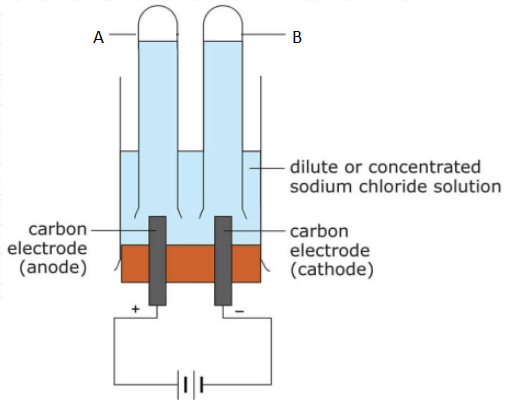 A
B
dilute or concentrated
sodium chloride solution
carbon
electrode
(anode)
carbon
electrode
(cathode)
+
−